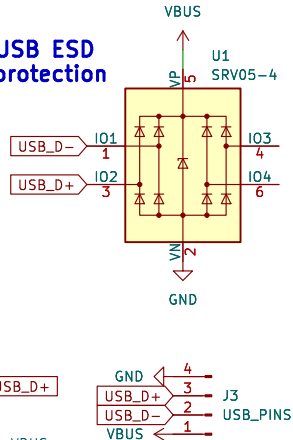 VBUS
USB ESD
protection
U1
SRV05-4
VP
5
IO1
IO3
USB_D-
1
4
IO2
IO4
USB_D+
3
6
VN
2
GND
GND
4
USB_D+
USB_D+
3
J3
USB_D-
2
USB_PINS
VBUS
1
VBUS